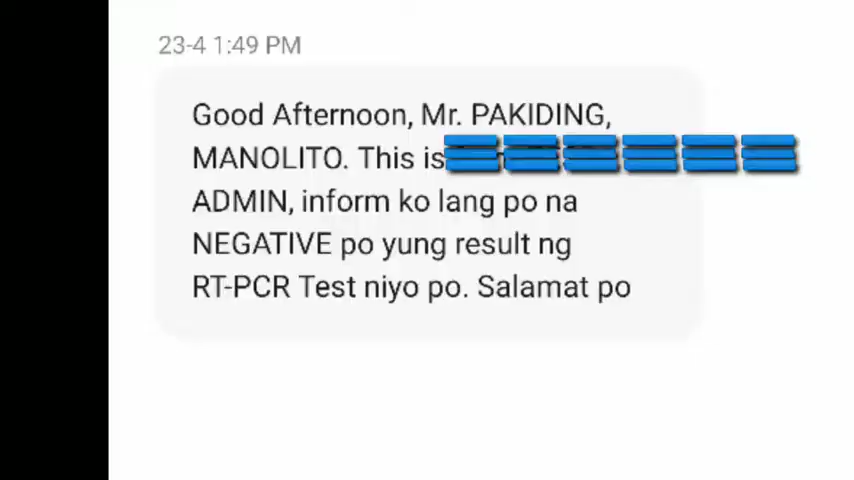 23-4 1:49 PM
Good Afternoon, Mr. PAKIDING,
MANOLITO. This is
ADMIN, inform ko lang po na
NEGATIVE po yung result ng
RT-PCR Test niyo po. Salamat po